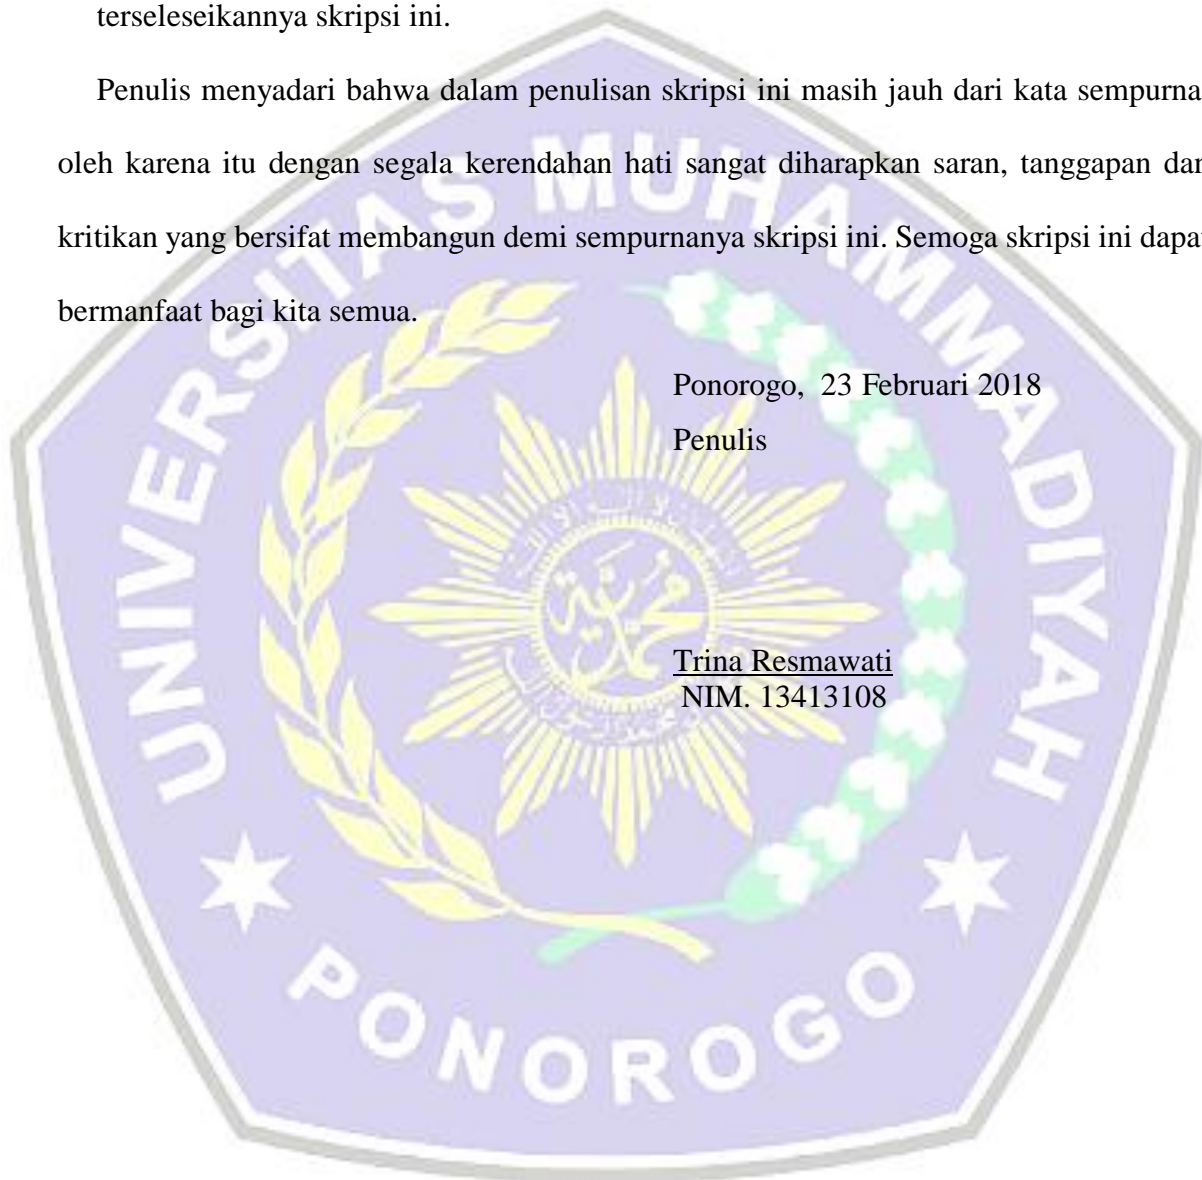 terseleseikannya skripsi ini.
Penulis menyadari bahwa dalam penulisan skripsi ini masih jauh dari kata sempurna
oleh karena itu dengan segala kerendahan hati sangat diharapkan saran, tanggapan dan
kritikan yang bersifat membangun demi sempurnanya skripsi ini. Semoga skripsi ini dapat
bermanfaat bagi kita semua.
Ponorogo, 23 Februari 2018
Penulis
Trina Resmawati
NIM. 13413108
UNIVERSITAS MUHAMMADIYAH
PONOROGO
محمدية